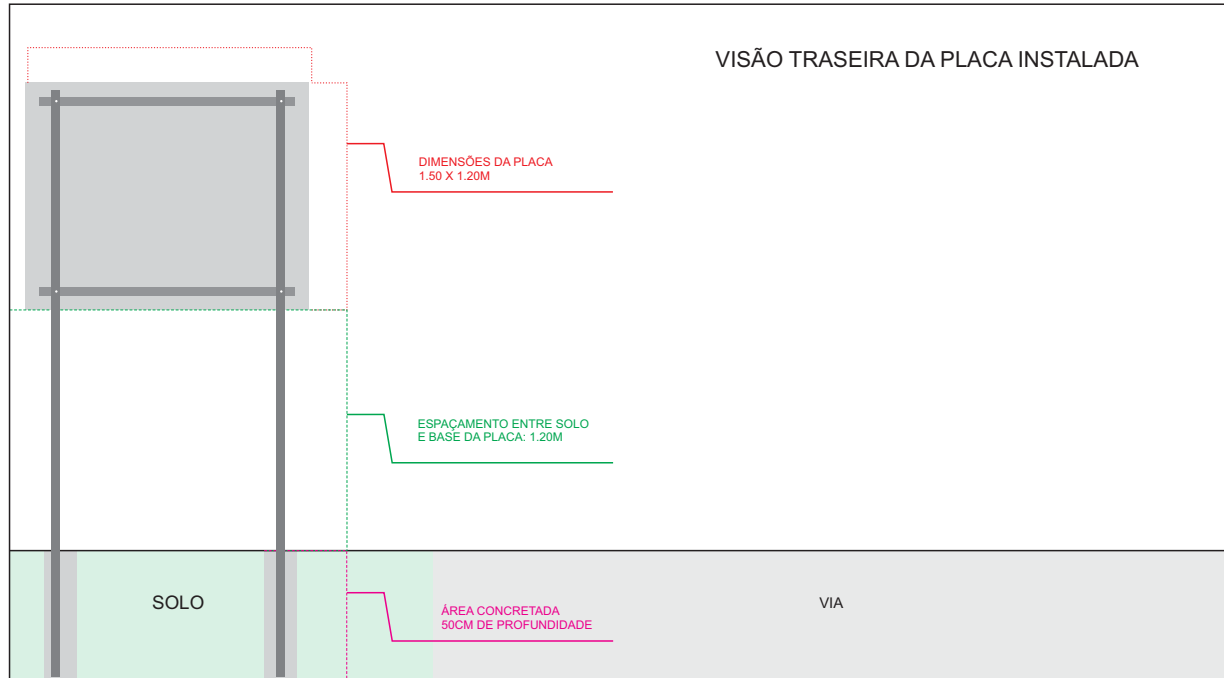 VISÃO TRASEIRA DA PLACA INSTALADA
DIMENSÕES DA PLACA
1.50 X 1.20M
ESPAÇAMENTO ENTRE SOLO
E BASE DA PLACA: 1.20M
SOLO
ÁREA CONCRETADA
50CM DE PROFUNDIDADE
VIA